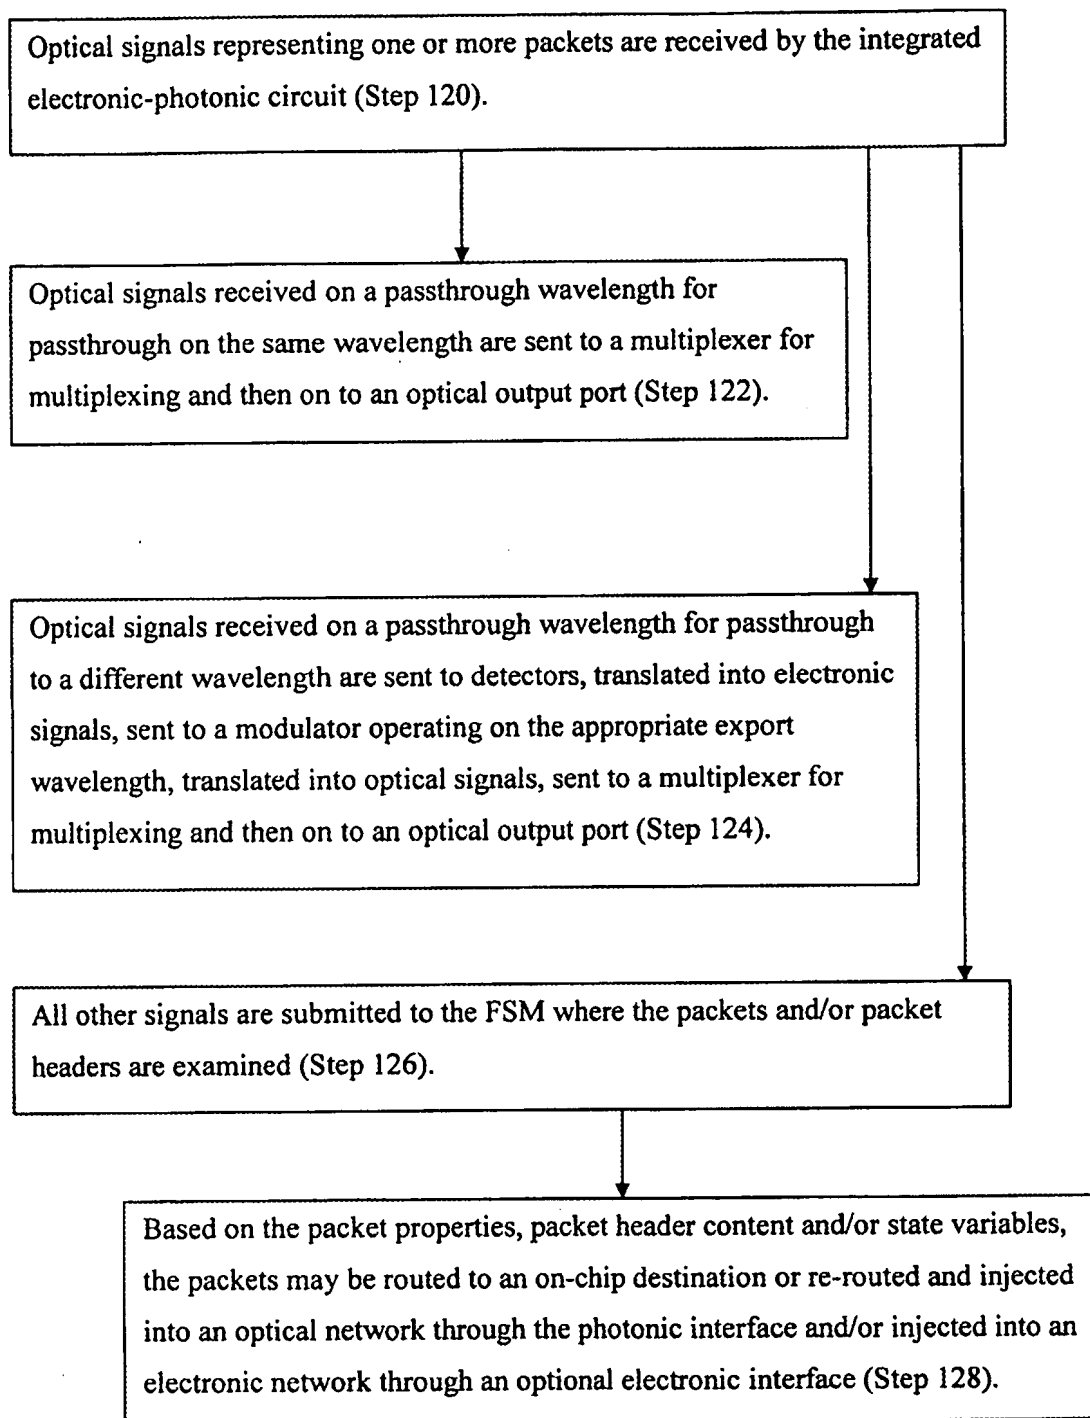 Optical signals representing one or more packets are received by the integrated
electronic-photonic circuit (Step 120).
Optical signals received on a passthrough wavelength for
passthrough on the same wavelength are sent to a multiplexer for
multiplexing and then on to an optical output port (Step 122).
Optical signals received on a passthrough wavelength for passthrough
to a different wavelength are sent to detectors, translated into electronic
signals, sent to a modulator operating on the appropriate export
wavelength, translated into optical signals, sent to a multiplexer for
multiplexing and then on to an optical output port (Step 124).
All other signals are submitted to the FSM where the packets and/or packet
headers are examined (Step 126).
Based on the packet properties, packet header content and/or state variables,
the packets may be routed to an on-chip destination or re-routed and injected
into an optical network through the photonic interface and/or injected into an
electronic network through an optional electronic interface (Step 128).